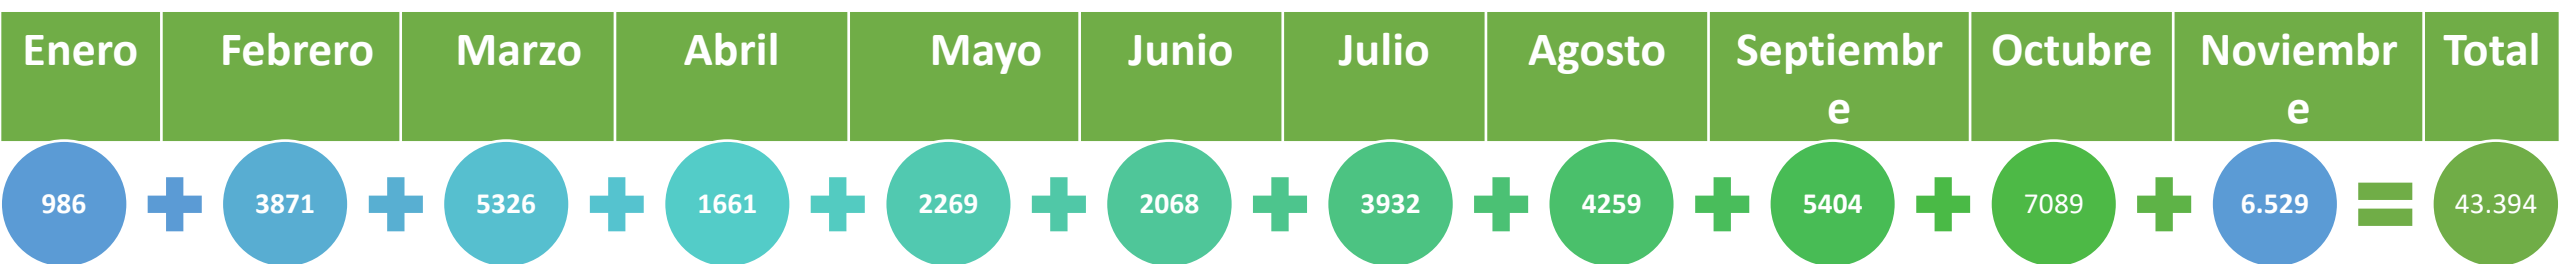 Enero Febrero Marzo Abril Mayo Junio Julio Agosto Septiembr Octubre Noviembr Total
e e
986 + 3871 + 5326 + 1661 + 2269 + 2068 + 3932 + 4259 + 5404 + 7089 + 6.529 = 43.394